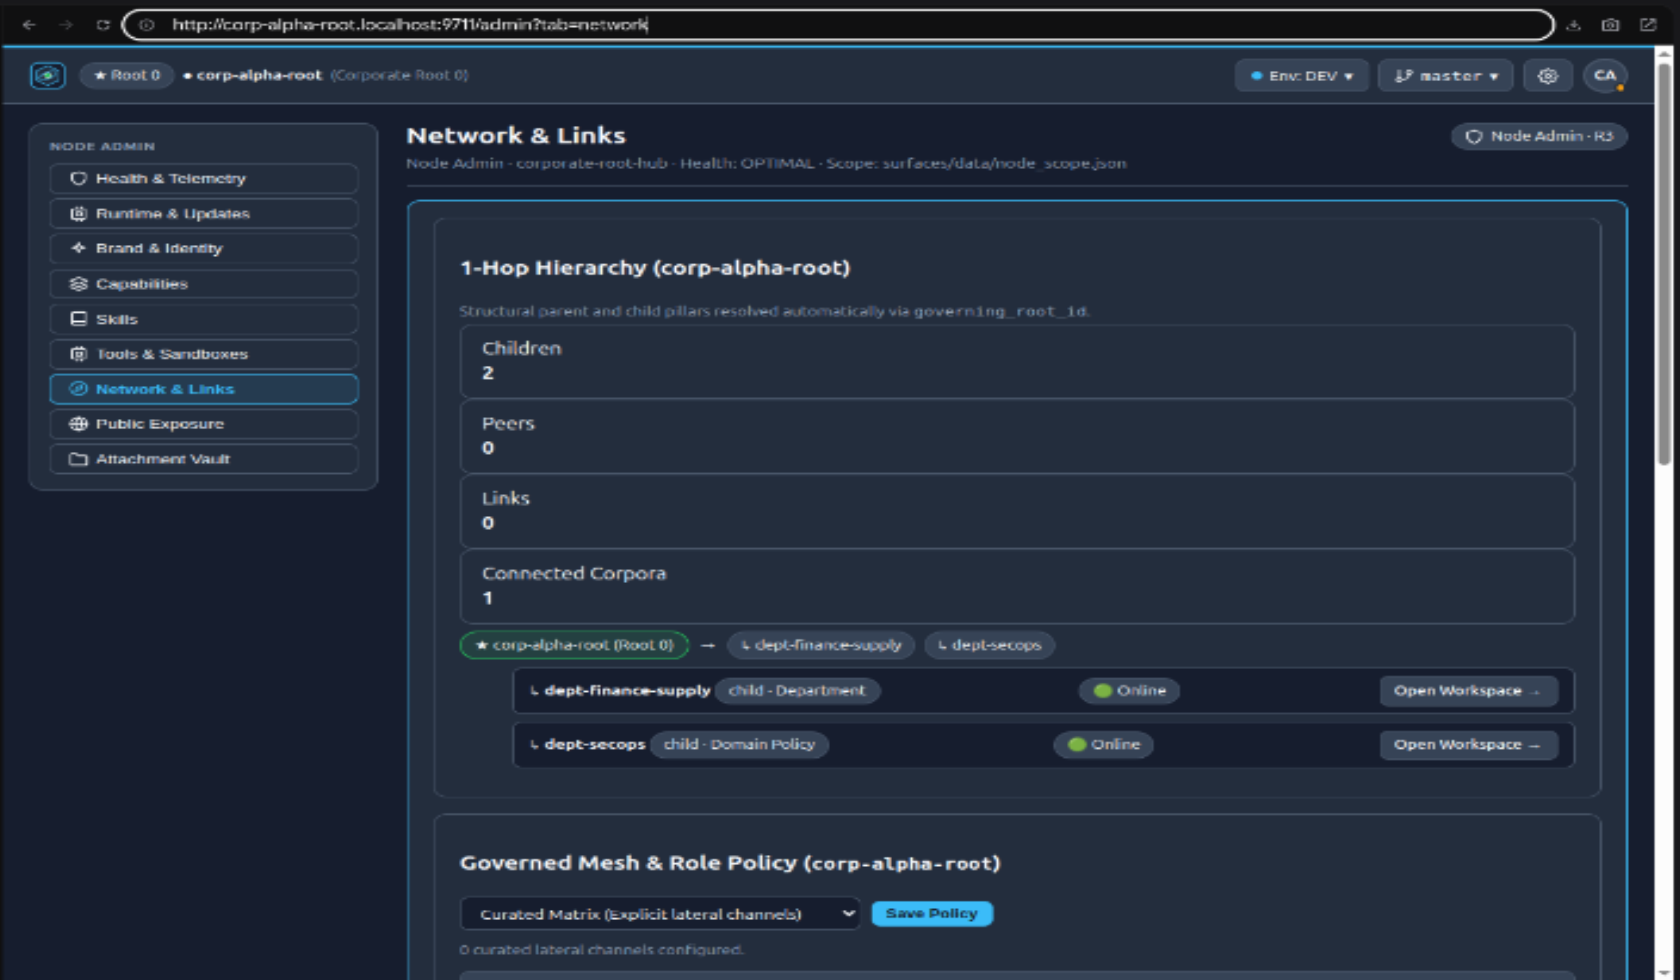 http://corp-alpha-root.localhost:9711/admin?tab=network
★ Root 0 • corp-alpha-root (Corporate Root 0)
Env: DEV ▾ master ▾ CA
NODE ADMIN
Health & Telemetry
Runtime & Updates
Brand & Identity
Capabilities
Skills
Tools & Sandboxes
Network & Links
Public Exposure
Attachment Vault
Network & Links
Node Admin · R3
Node Admin · corporate-root-hub · Health: OPTIMAL · Scope: surfaces/data/node_scope.json
1-Hop Hierarchy (corp-alpha-root)
Structural parent and child pillars resolved automatically via governing_root_id.
Children
2
Peers
0
Links
0
Connected Corpora
1
★ corp-alpha-root (Root 0) → ↳ dept-finance-supply ↳ dept-secops
↳ dept-finance-supply child · Department Online Open Workspace →
↳ dept-secops child · Domain Policy Online Open Workspace →
Governed Mesh & Role Policy (corp-alpha-root)
Curated Matrix (Explicit lateral channels) Save Policy
0 curated lateral channels configured.